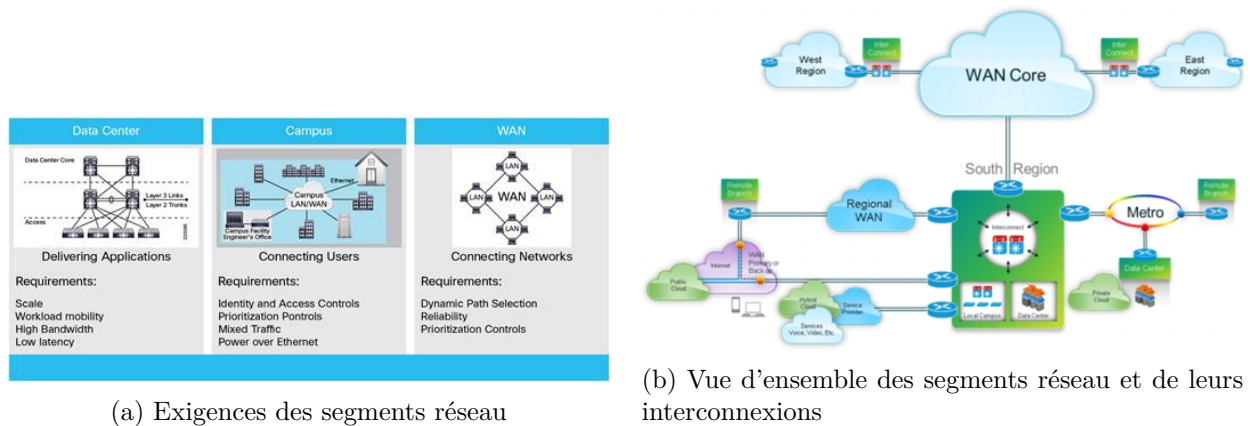 Data Center
Data Center Core
Layer 3 Links
Layer 2 Trunks
Access
Delivering Applications
Requirements:
Scale
Workload mobility
High Bandwidth
Low latency
Campus
Ethernet
Campus
LAN/WAN
Campus Facility
Engineer's Office
Connecting Users
Requirements:
Identity and Access Controls
Prioritization Pontrols
Mixed Traffic
Power over Ethernet
WAN
LAN
LAN
WAN
LAN
LAN
Connecting Networks
Requirements:
Dynamic Path Selection
Reliability
Prioritization Controls
(a) Exigences des segments réseau
West
Region
Inter
Connect
WAN Core
Inter
Connect
East
Region
South Region
Remote
Branch
Regional
WAN
Interconnect
Metro
Remote
Branch
Internet
WAN
Primary or
Backup
Public
Cloud
Hybrid
Cloud
Service
Provider
Services
Voice, Video, Etc.
Local Campus
Data Center
Private
Cloud
Data Center
(b) Vue d'ensemble des segments réseau et de leurs
interconnexions